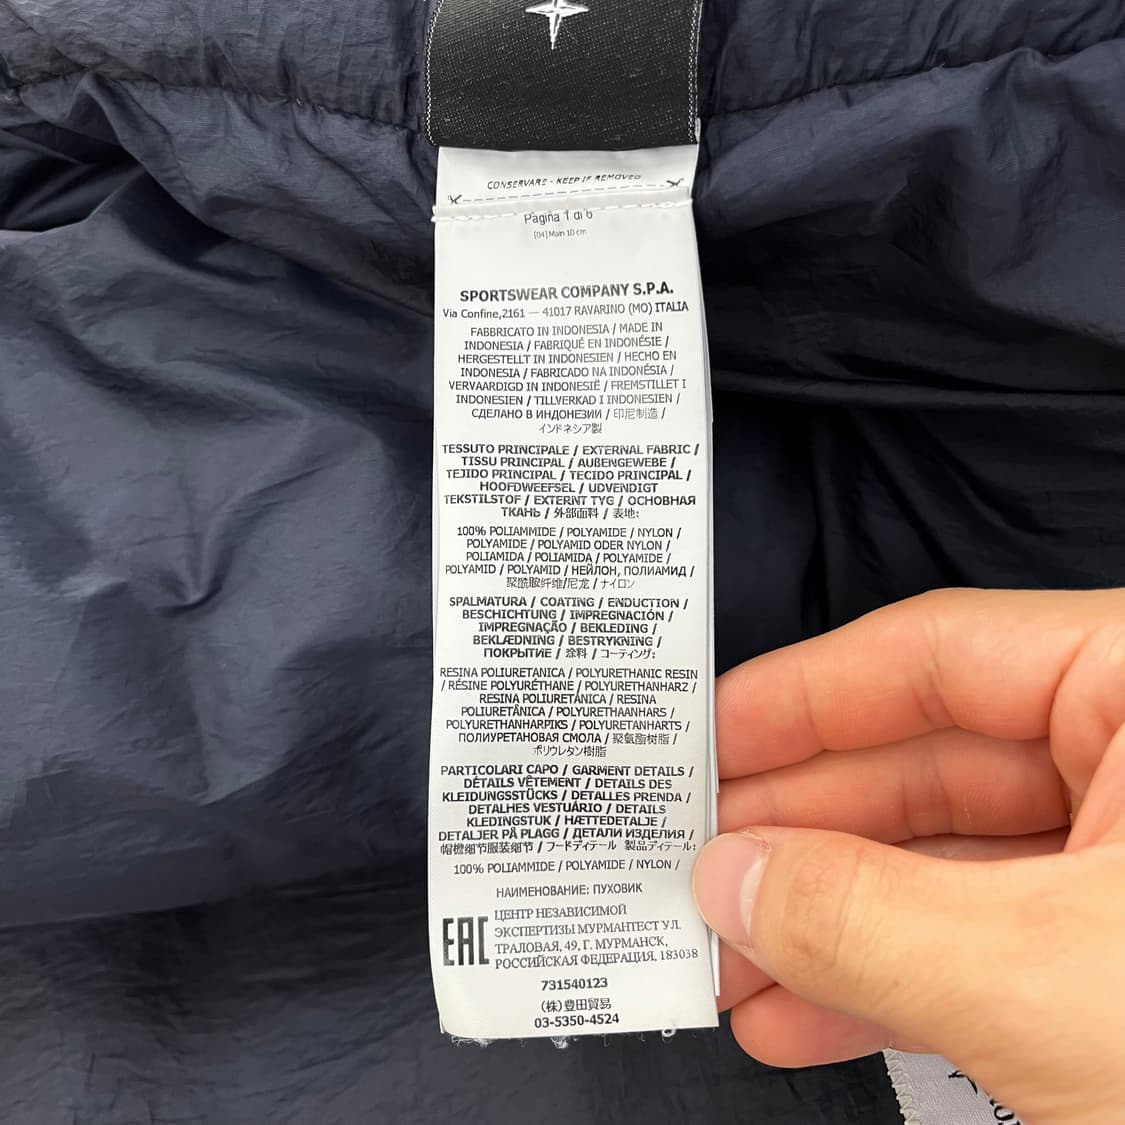 CONSERVARE - KEEP IF REMOVED
Pagina 1 di 6
[04] Main 10 cm
SPORTSWEAR COMPANY S.P.A.
Via Confine,2161 — 41017 RAVARINO (MO) ITALIA
FABBRICATO IN INDONESIA / MADE IN
INDONESIA / FABRIQUÉ EN INDONÉSIE /
HERGESTELLT IN INDONESIEN / HECHO EN
INDONESIA / FABRICADO NA INDONÉSIA /
VERVAARDIGD IN INDONESIË / FREMSTILLET I
INDONESIEN / TILLVERKAD I INDONESIEN /
СДЕЛАНО В ИНДОНЕЗИИ / 印尼制造 /
インドネシア製
TESSUTO PRINCIPALE / EXTERNAL FABRIC /
TISSU PRINCIPAL / AUßENGEWEBE /
TEJIDO PRINCIPAL / TECIDO PRINCIPAL /
HOOFDWEEFSEL / UDVENDIGT
TEKSTILSTOF / EXTERNT TYG / ОСНОВНАЯ
ТКАНЬ / 外部面料 / 表地:
100% POLIAMMIDE / POLYAMIDE / NYLON /
POLYAMIDE / POLYAMID ODER NYLON /
POLIAMIDA / POLIAMIDA / POLYAMIDE /
POLYAMID / POLYAMID / НЕЙЛОН, ПОЛИАМИД /
聚酰胺纤维/尼龙 / ナイロン
SPALMATURA / COATING / ENDUCTION /
BESCHICHTUNG / IMPREGNACIÓN /
IMPREGNAÇÃO / BEKLEDING /
BEKLÆDNING / BESTRYKNING /
ПОКРЫТИЕ / 涂料 / コーティング:
RESINA POLIURETANICA / POLYURETHANIC RESIN
/ RÉSINE POLYURÉTHANE / POLYURETHANHARZ /
RESINA POLIURETÁNICA / RESINA
POLIURETÂNICA / POLYURETHAANHARS /
POLYURETHANHARPIKS / POLYURETANHARTS /
ПОЛИУРЕТАНОВАЯ СМОЛА / 聚氨酯树脂 /
ポリウレタン樹脂
PARTICOLARI CAPO / GARMENT DETAILS /
DÉTAILS VÊTEMENT / DETAILS DES
KLEIDUNGSSTÜCKS / DETALLES PRENDA /
DETALHES VESTUÁRIO / DETAILS
KLEDINGSTUK / HÆTTEDETALJE /
DETALJER PÅ PLAGG / ДЕТАЛИ ИЗДЕЛИЯ /
帽檐细节服装细节 / フードディテール 製品ディテール:
100% POLIAMMIDE / POLYAMIDE / NYLON /
НАИМЕНОВАНИЕ: ПУХОВИК
EAC
ЦЕНТР НЕЗАВИСИМОЙ
ЭКСПЕРТИЗЫ МУРМАНТЕСТ УЛ.
ТРАЛОВАЯ, 49, Г. МУРМАНСК,
РОССИЙСКАЯ ФЕДЕРАЦИЯ, 183038
731540123
(株)豊田貿易
03-5350-4524